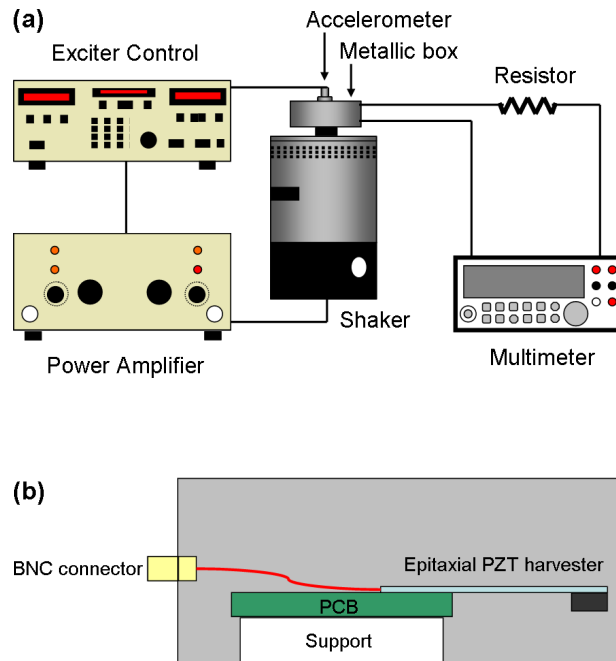 (a)
Accelerometer
Exciter Control
Metallic box
Resistor
Shaker
Power Amplifier
Multimeter
(b)
BNC connector
Epitaxial PZT harvester
PCB
Support